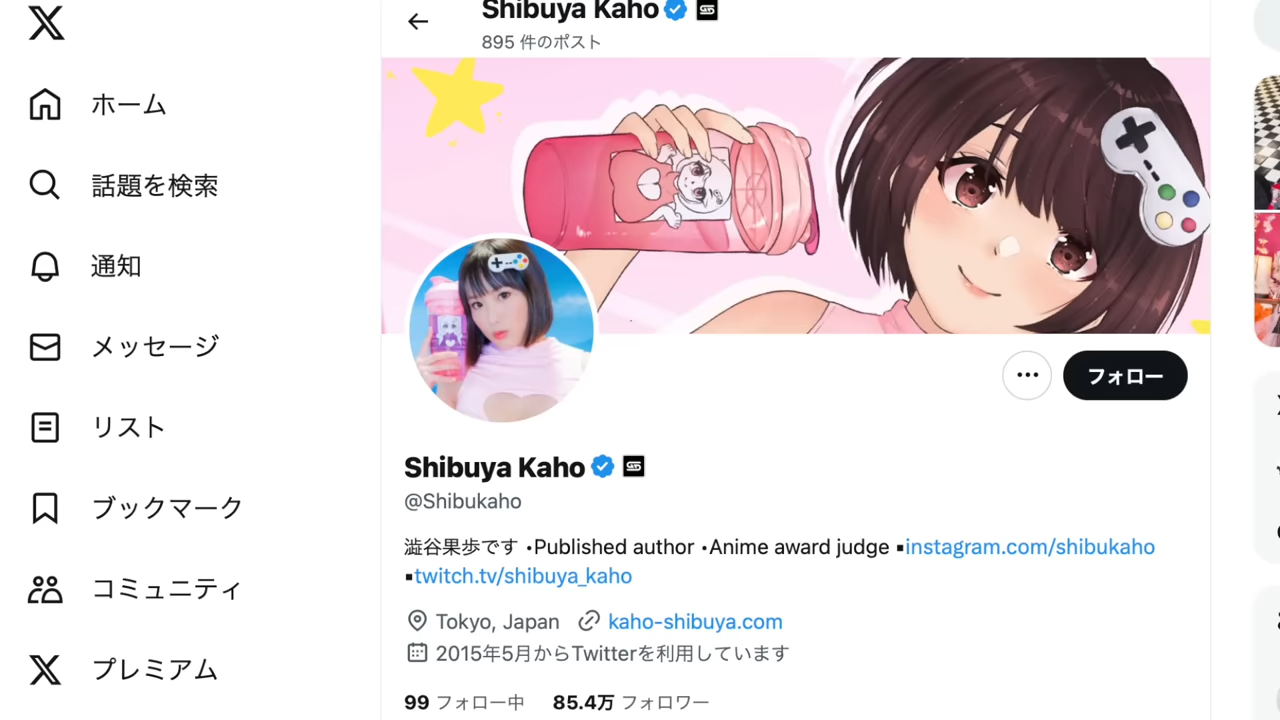 Shibuya Kaho
895 件のポスト
ホーム
話題を検索
通知
メッセージ
リスト
ブックマーク
コミュニティ
プレミアム
フォロー
Shibuya Kaho
@Shibukaho
澁谷果歩です •Published author •Anime award judge ▪instagram.com/shibukaho
▪twitch.tv/shibuya_kaho
Tokyo, Japan kaho-shibuya.com
2015年5月からTwitterを利用しています
99 フォロー中 85.4万 フォロワー